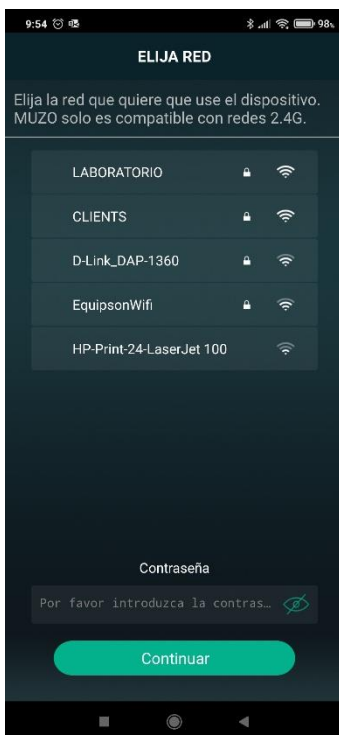 9:54 98%
ELIJA RED
Elija la red que quiere que use el dispositivo.
MUZO solo es compatible con redes 2.4G.
LABORATORIO
CLIENTS
D-Link_DAP-1360
EquipsonWifi
HP-Print-24-LaserJet 100
Contraseña
Por favor introduzca la contras…
Continuar